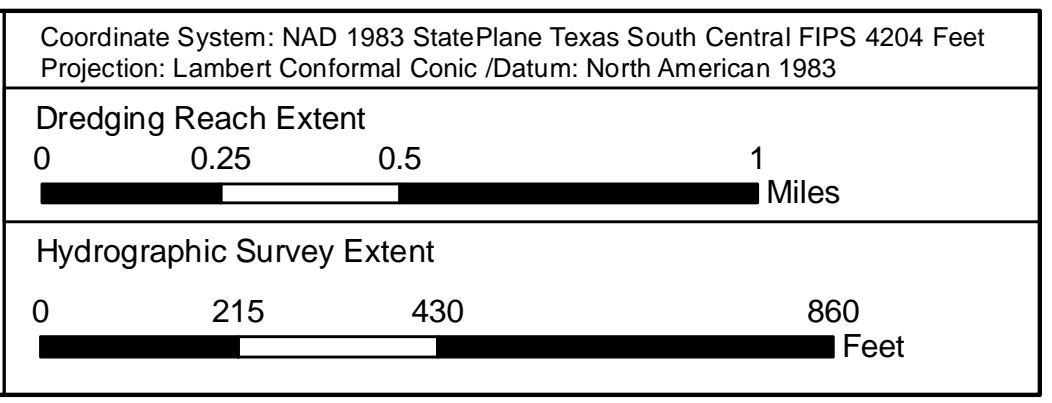 Coordinate System: NAD 1983 StatePlane Texas South Central FIPS 4204 Feet
Projection: Lambert Conformal Conic /Datum: North American 1983
Dredging Reach Extent
0 0.25 0.5 1
Miles
Hydrographic Survey Extent
0 215 430 860
Feet